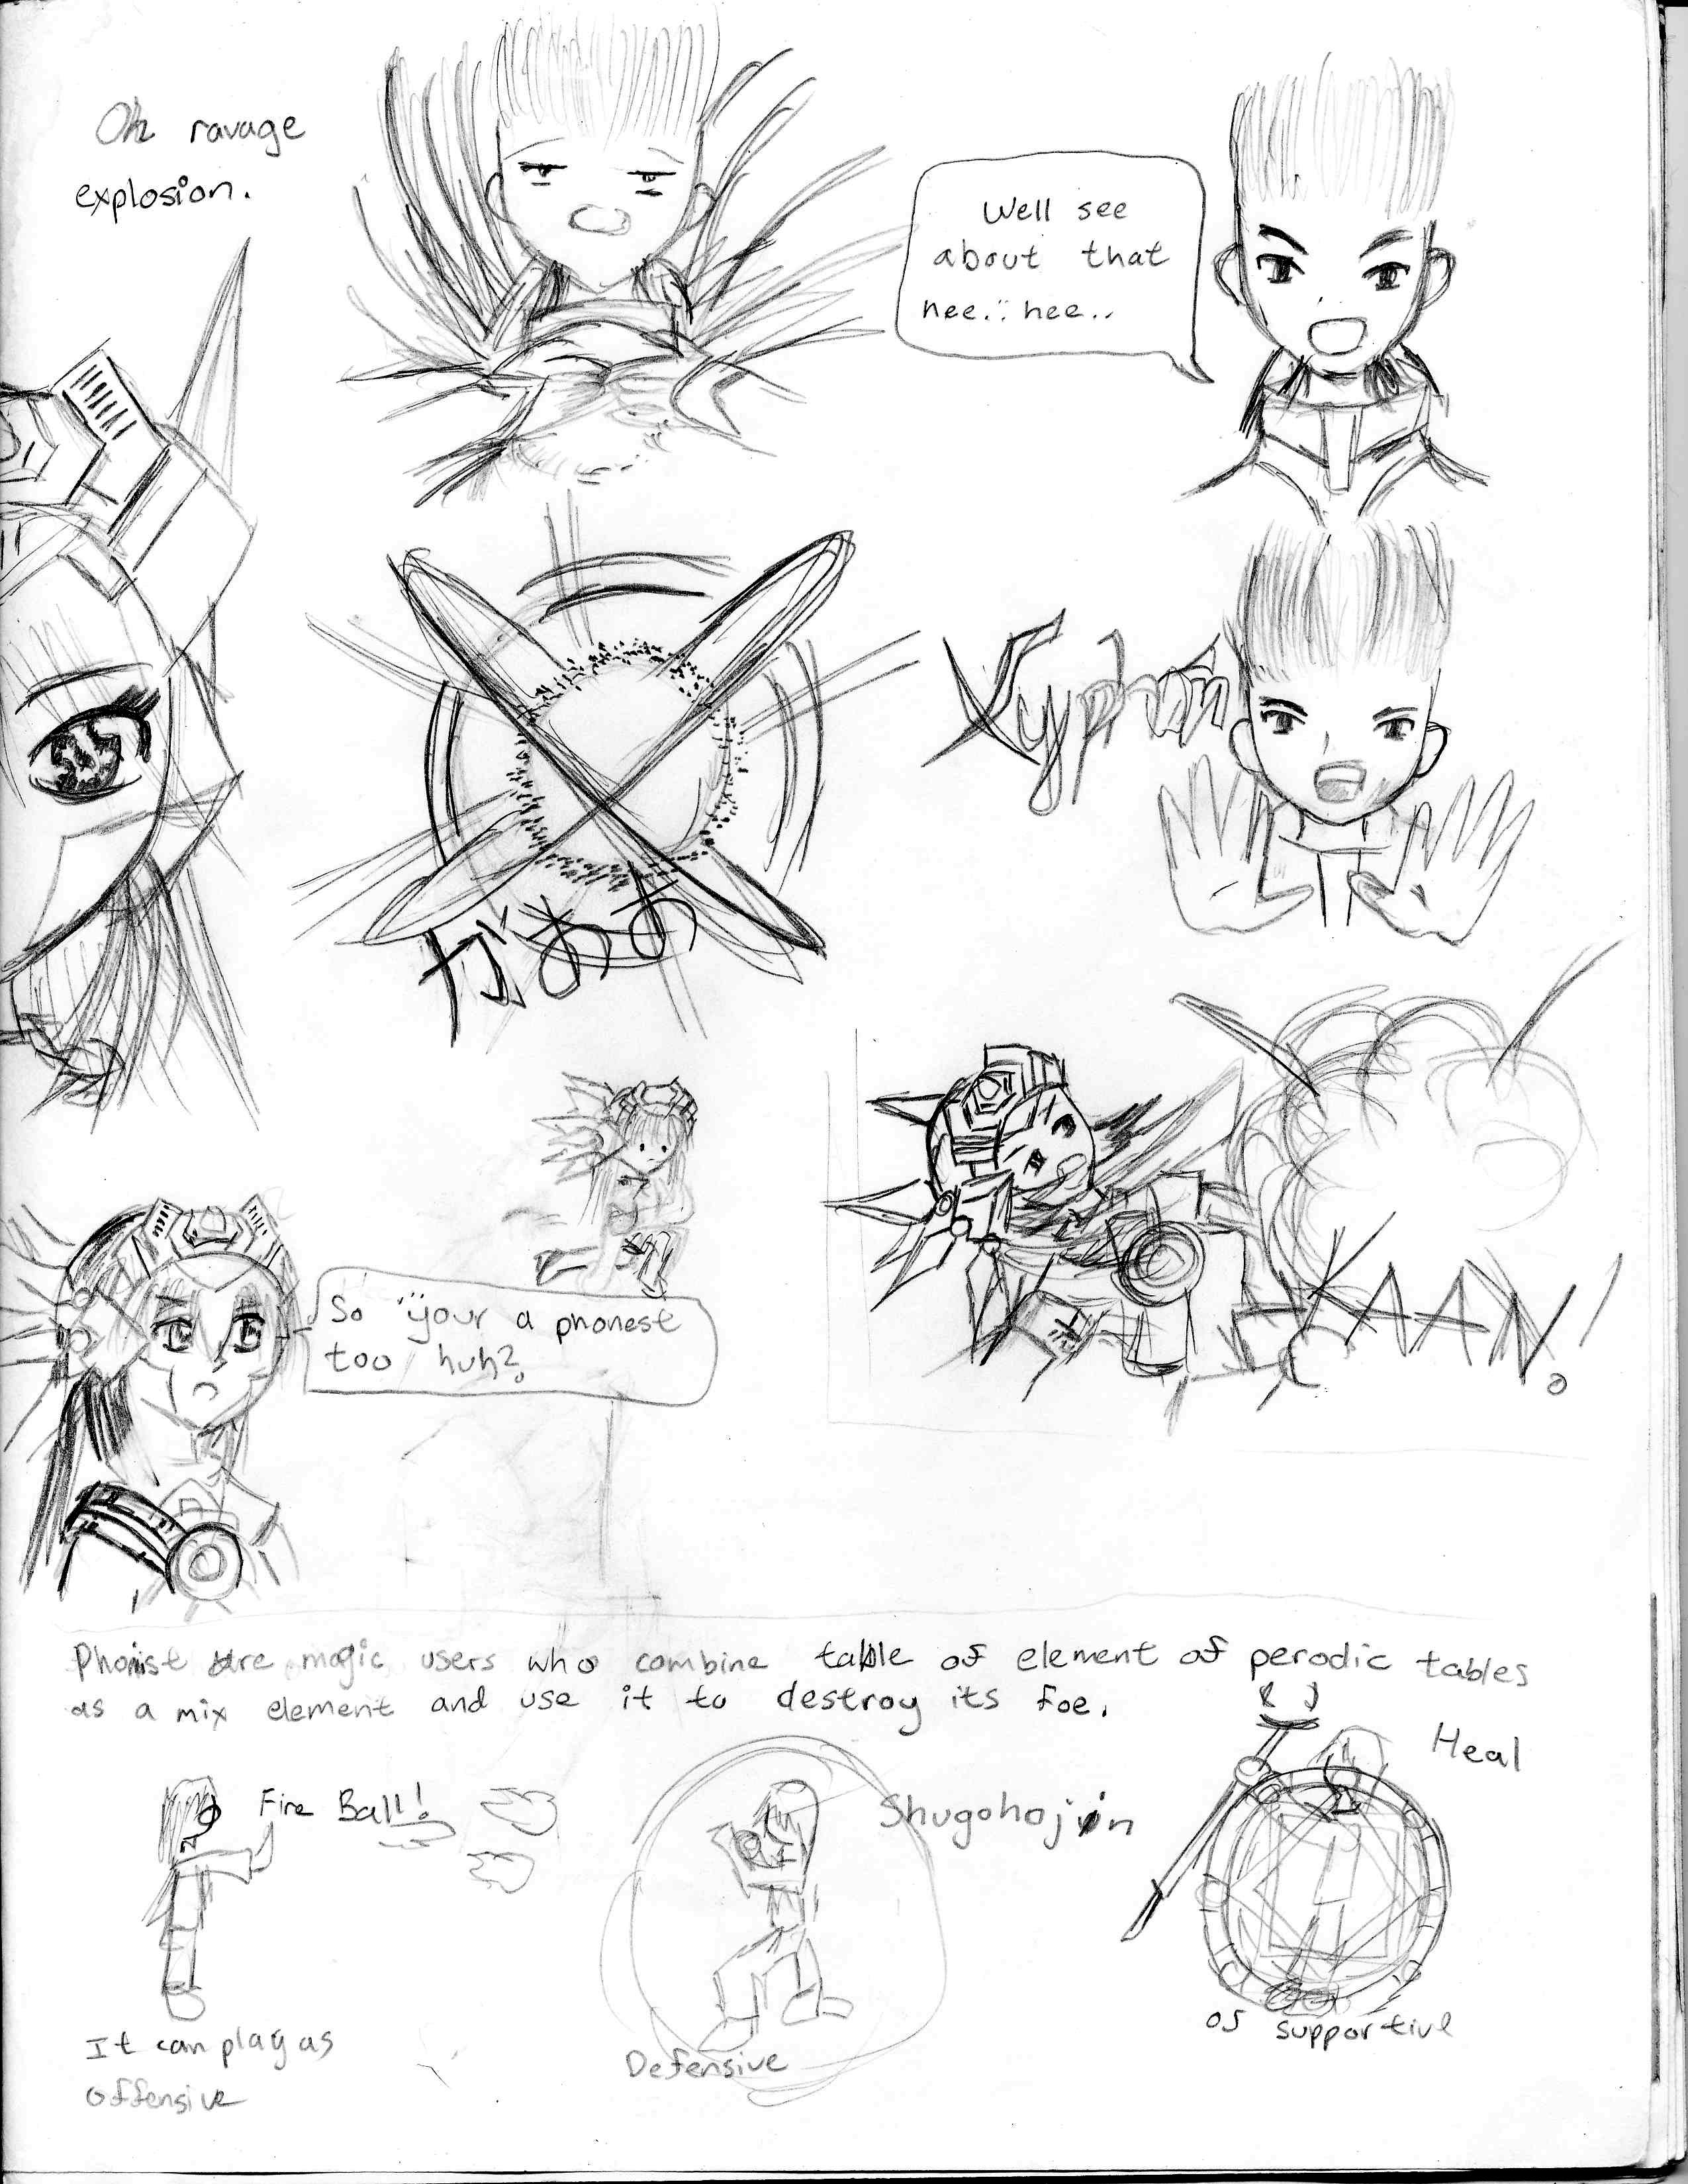 Oh ravage
explosion.
Well see
about that
hee.. hee..
がああ
KAAN!
So your a phonest
too huh?
Phonist are magic users who combine table of element of perodic tables
as a mix element and use it to destroy its foe.
Fire Ball!
Shugohojin
Heal
It can play as
offensive
Defensive
or supportive